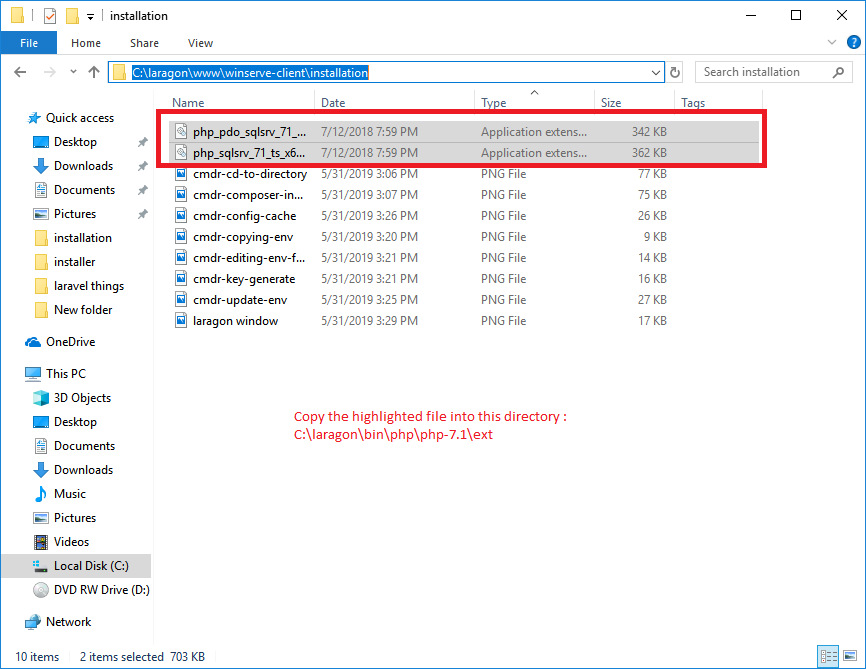 installation
File Home Share View
C:\laragon\www\winserve-client\installation Search installation
Name Date Type Size Tags
Quick access
Desktop
Downloads
Documents
Pictures
installation
installer
laravel things
New folder
OneDrive
This PC
3D Objects
Desktop
Documents
Downloads
Music
Pictures
Videos
Local Disk (C:)
DVD RW Drive (D:)
Network
php_pdo_sqlsrv_71_... 7/12/2018 7:59 PM Application extens... 342 KB
php_sqlsrv_71_ts_x6... 7/12/2018 7:59 PM Application extens... 362 KB
cmdr-cd-to-directory 5/31/2019 3:06 PM PNG File 77 KB
cmdr-composer-in... 5/31/2019 3:07 PM PNG File 75 KB
cmdr-config-cache 5/31/2019 3:26 PM PNG File 26 KB
cmdr-copying-env 5/31/2019 3:20 PM PNG File 9 KB
cmdr-editing-env-f... 5/31/2019 3:21 PM PNG File 14 KB
cmdr-key-generate 5/31/2019 3:21 PM PNG File 16 KB
cmdr-update-env 5/31/2019 3:25 PM PNG File 27 KB
laragon window 5/31/2019 3:29 PM PNG File 17 KB
Copy the highlighted file into this directory :
C:\laragon\bin\php\php-7.1\ext
10 items 2 items selected 703 KB